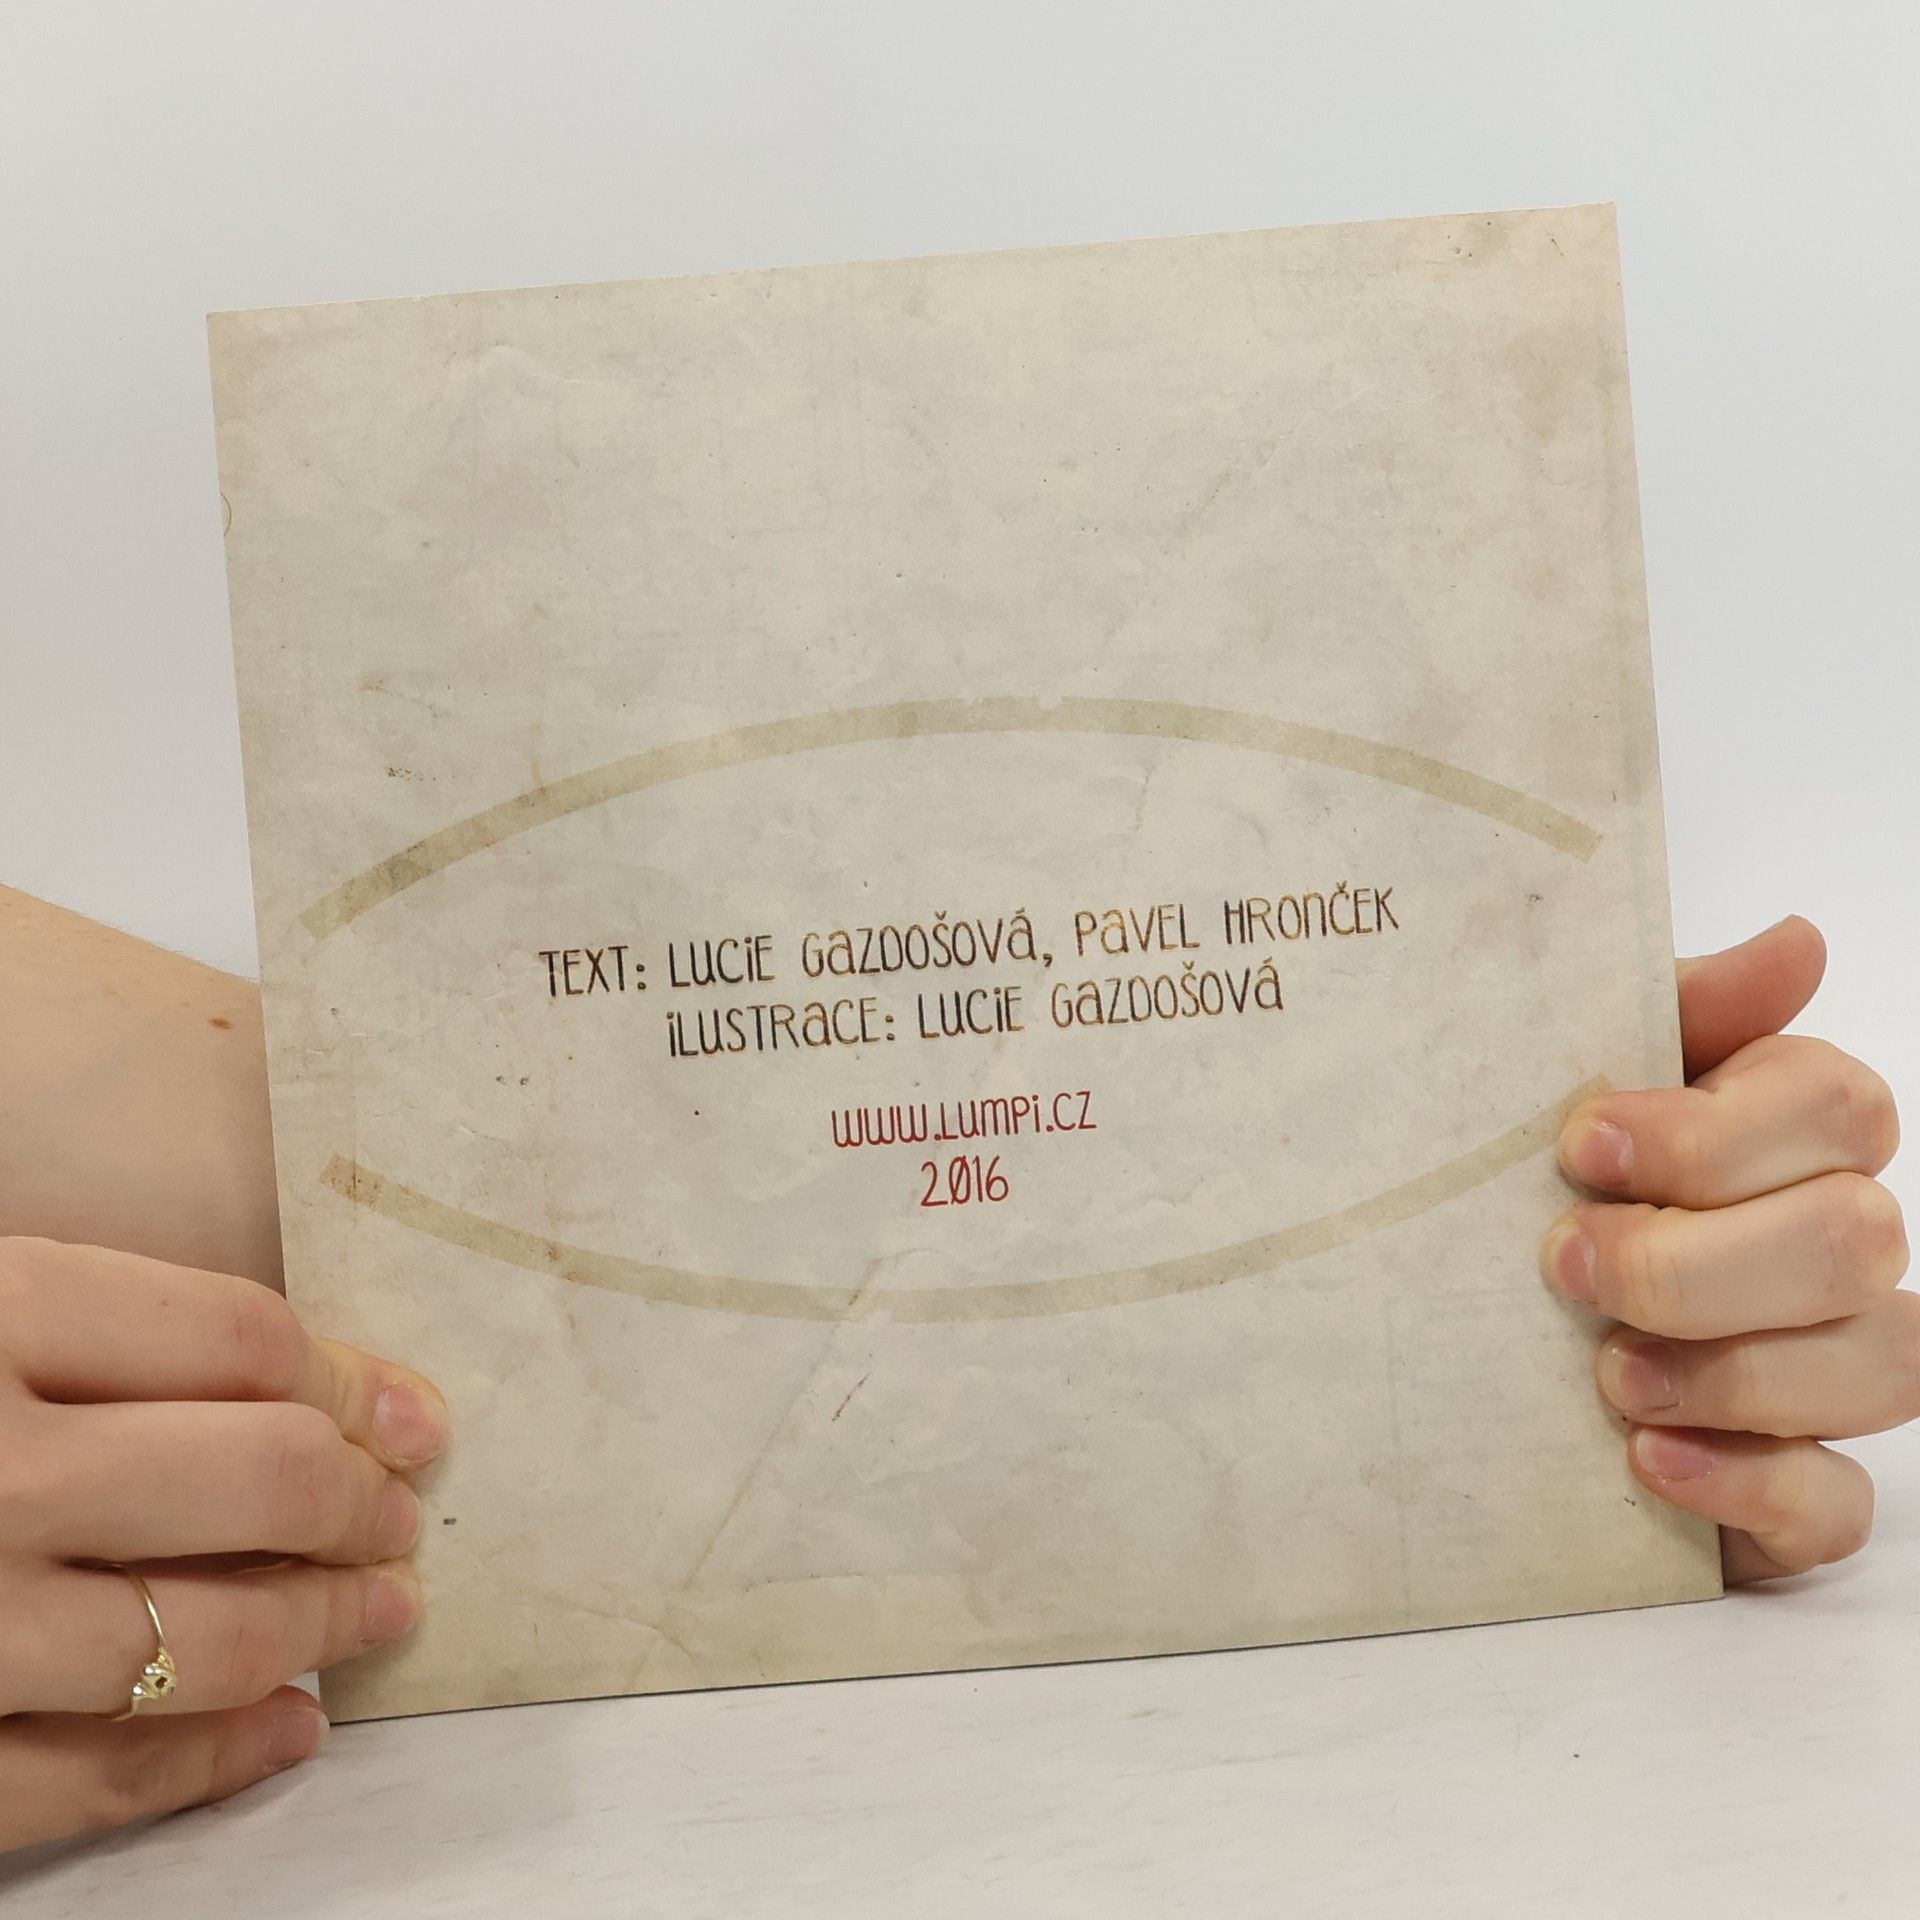 TEXT: LUCIE GAZDOŠOVÁ, PAVEL HRONČEK
ILUSTRACE: LUCIE GAZDOŠOVÁ
WWW.LUMPI.CZ
2016